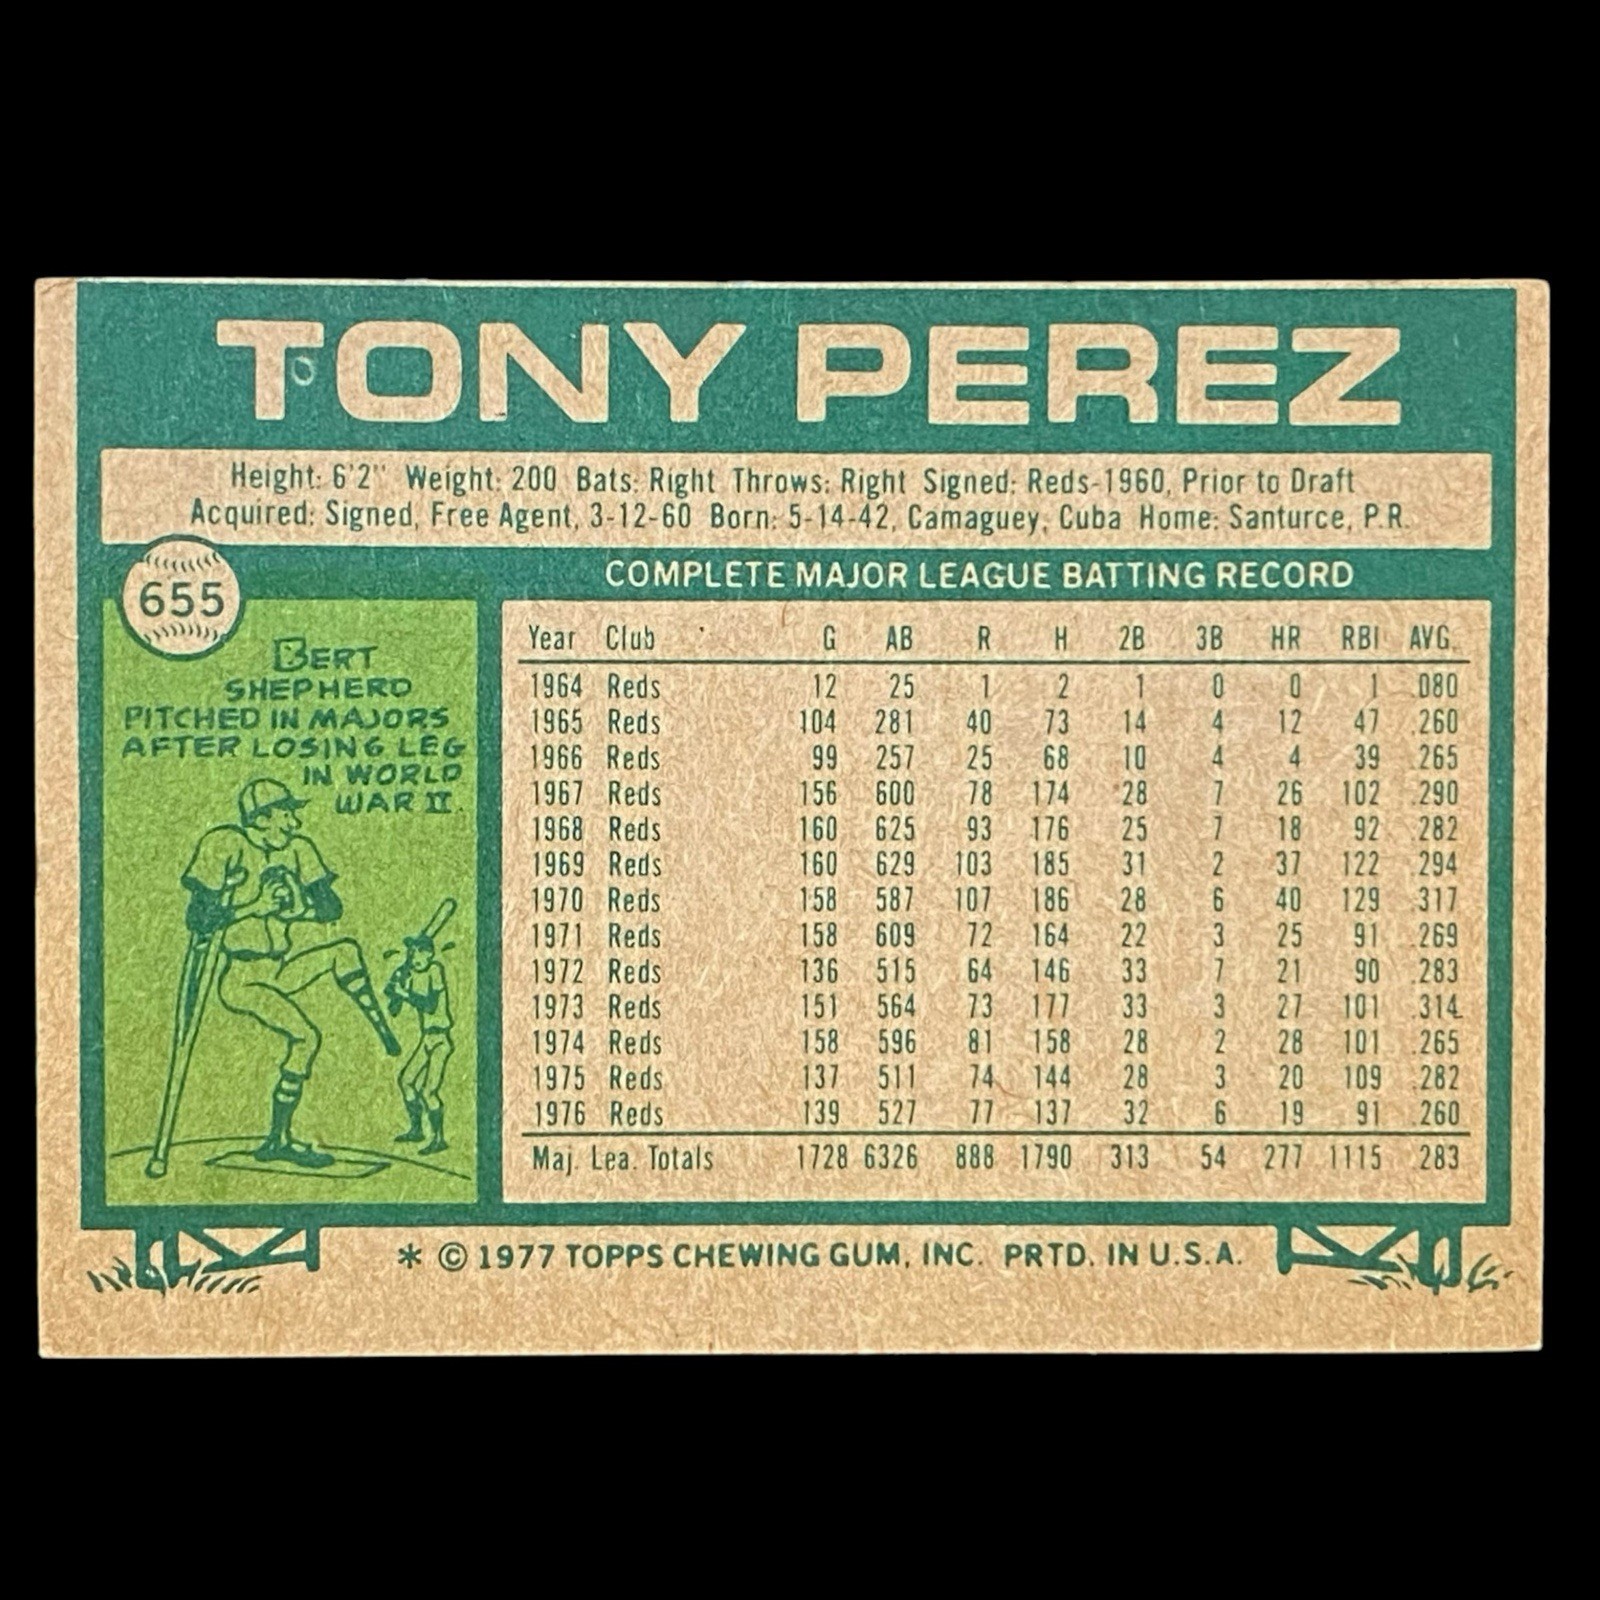 TONY PEREZ
Height: 6'2" Weight: 200 Bats: Right Throws: Right Signed: Reds-1960, Prior to Draft
Acquired: Signed, Free Agent, 3-12-60 Born: 5-14-42, Camaguey, Cuba Home: Santurce, P.R.
655
BERT
SHEPHERD
PITCHED IN MAJORS
AFTER LOSING LEG
IN WORLD
WAR II.
COMPLETE MAJOR LEAGUE BATTING RECORD
Year Club G AB R H 2B 3B HR RBI AVG.
1964 Reds 12 25 1 2 1 0 0 1 .080
1965 Reds 104 281 40 73 14 4 12 47 .260
1966 Reds 99 257 25 68 10 4 4 39 .265
1967 Reds 156 600 78 174 28 7 26 102 .290
1968 Reds 160 625 93 176 25 7 18 92 .282
1969 Reds 160 629 103 185 31 2 37 122 .294
1970 Reds 158 587 107 186 28 6 40 129 .317
1971 Reds 158 609 72 164 22 3 25 91 .269
1972 Reds 136 515 64 146 33 7 21 90 .283
1973 Reds 151 564 73 177 33 3 27 101 .314
1974 Reds 158 596 81 158 28 2 28 101 .265
1975 Reds 137 511 74 144 28 3 20 109 .282
1976 Reds 139 527 77 137 32 6 19 91 .260
Maj. Lea. Totals 1728 6326 888 1790 313 54 277 1115 .283
* © 1977 TOPPS CHEWING GUM, INC. PRTD. IN U.S.A.